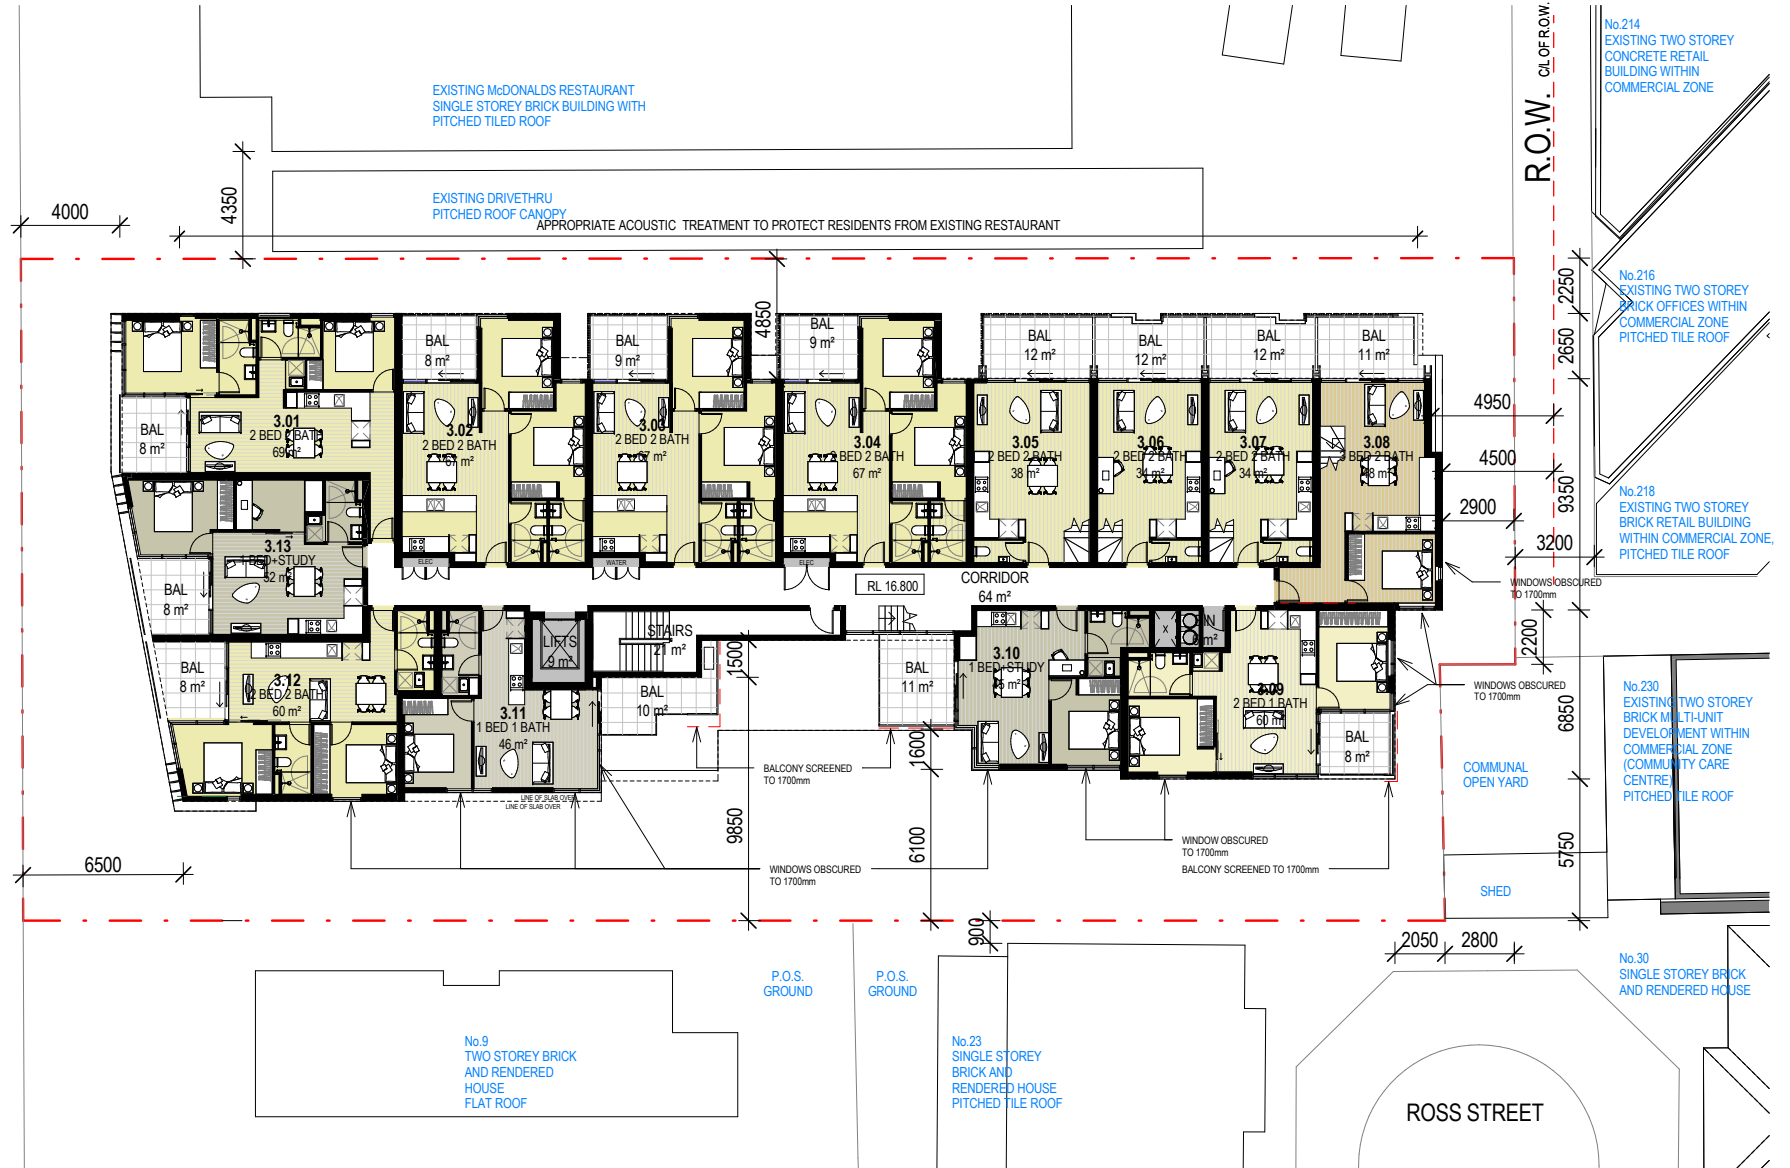 No.214
EXISTING TWO STOREY
CONCRETE RETAIL
BUILDING WITHIN
COMMERCIAL ZONE
R.O.W.
C/L OF R.O.W.
EXISTING McDONALDS RESTAURANT
SINGLE STOREY BRICK BUILDING WITH
PITCHED TILED ROOF
EXISTING DRIVETHRU
PITCHED ROOF CANOPY
APPROPRIATE ACOUSTIC TREATMENT TO PROTECT RESIDENTS FROM EXISTING RESTAURANT
4000
4350
4850
2250
2650
9350
No.216
EXISTING TWO STOREY
BRICK OFFICES WITHIN
COMMERCIAL ZONE
PITCHED TILE ROOF
BAL
8 m²
BAL
9 m²
BAL
9 m²
BAL
12 m²
BAL
12 m²
BAL
12 m²
BAL
11 m²
4950
4500
2900
3200
BAL
8 m²
3.01
2 BED 2 BATH
69 m²
3.02
2 BED 2 BATH
67 m²
3.03
2 BED 2 BATH
67 m²
3.04
2 BED 2 BATH
67 m²
3.05
2 BED 2 BATH
38 m²
3.06
2 BED 2 BATH
34 m²
3.07
2 BED 2 BATH
34 m²
3.08
BED 2 BATH
48 m²
No.218
EXISTING TWO STOREY
BRICK RETAIL BUILDING
WITHIN COMMERCIAL ZONE,
PITCHED TILE ROOF
3.13
1 BED+STUDY
52 m²
BAL
8 m²
ELEC
WATER
ELEC
RL 16.800
CORRIDOR
64 m²
WINDOWS OBSCURED
TO 1700mm
2200
LIFTS
9 m²
STAIRS
21 m²
1500
BAL
8 m²
3.12
2 BED 2 BATH
60 m²
3.11
1 BED 1 BATH
46 m²
BAL
10 m²
BAL
11 m²
3.10
1 BED+STUDY
X
BIN
3.09
2 BED 1 BATH
60 m²
BAL
8 m²
WINDOWS OBSCURED
TO 1700mm
No.230
EXISTING TWO STOREY
BRICK MULTI-UNIT
DEVELOPMENT WITHIN
COMMERCIAL ZONE
(COMMUNITY CARE
CENTRE)
PITCHED TILE ROOF
6850
1600
BALCONY SCREENED
TO 1700mm
COMMUNAL
OPEN YARD
LINE OF SLAB OVER
LINE OF SLAB OVER
9850
6100
5750
WINDOW OBSCURED
TO 1700mm
BALCONY SCREENED TO 1700mm
WINDOWS OBSCURED
TO 1700mm
6500
SHED
900
2050
2800
P.O.S.
GROUND
P.O.S.
GROUND
No.30
SINGLE STOREY BRICK
AND RENDERED HOUSE
No.9
TWO STOREY BRICK
AND RENDERED
HOUSE
FLAT ROOF
No.23
SINGLE STOREY
BRICK AND
RENDERED HOUSE
PITCHED TILE ROOF
ROSS STREET